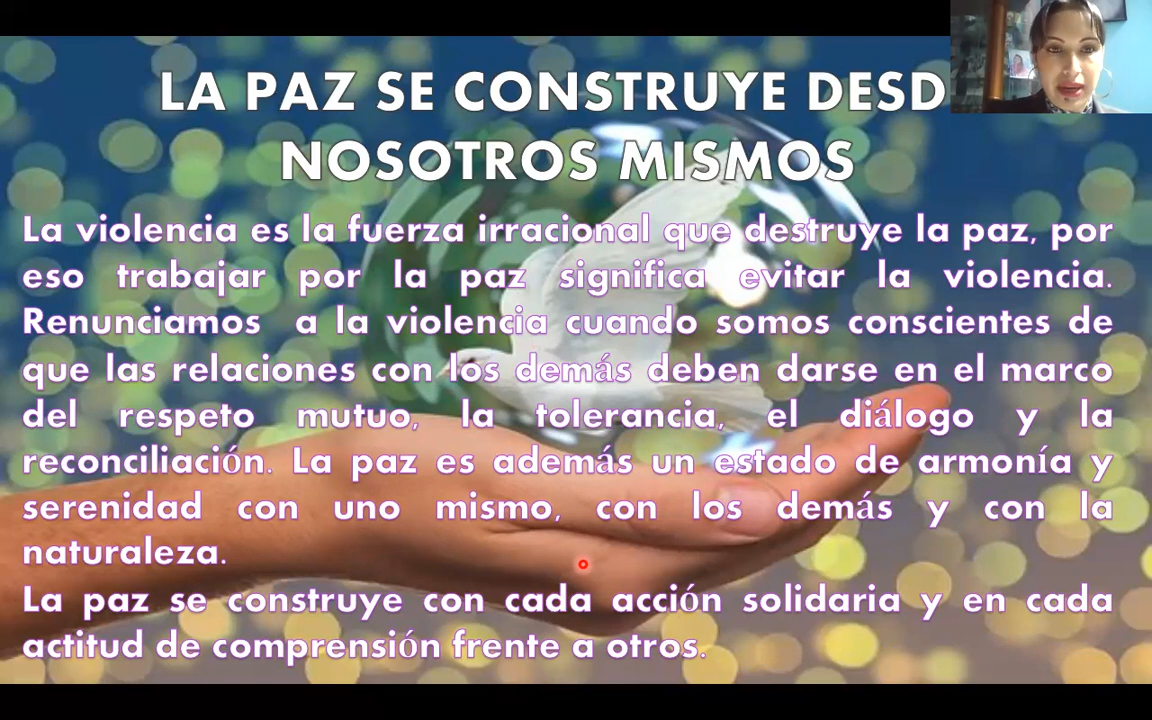 LA PAZ SE CONSTRUYE DESD
NOSOTROS MISMOS
La violencia es la fuerza irracional que destruye la paz, por
eso trabajar por la paz significa evitar la violencia.
Renunciamos a la violencia cuando somos conscientes de
que las relaciones con los demás deben darse en el marco
del respeto mutuo, la tolerancia, el diálogo y la
reconciliación. La paz es además un estado de armonía y
serenidad con uno mismo, con los demás y con la
naturaleza.
La paz se construye con cada acción solidaria y en cada
actitud de comprensión frente a otros.